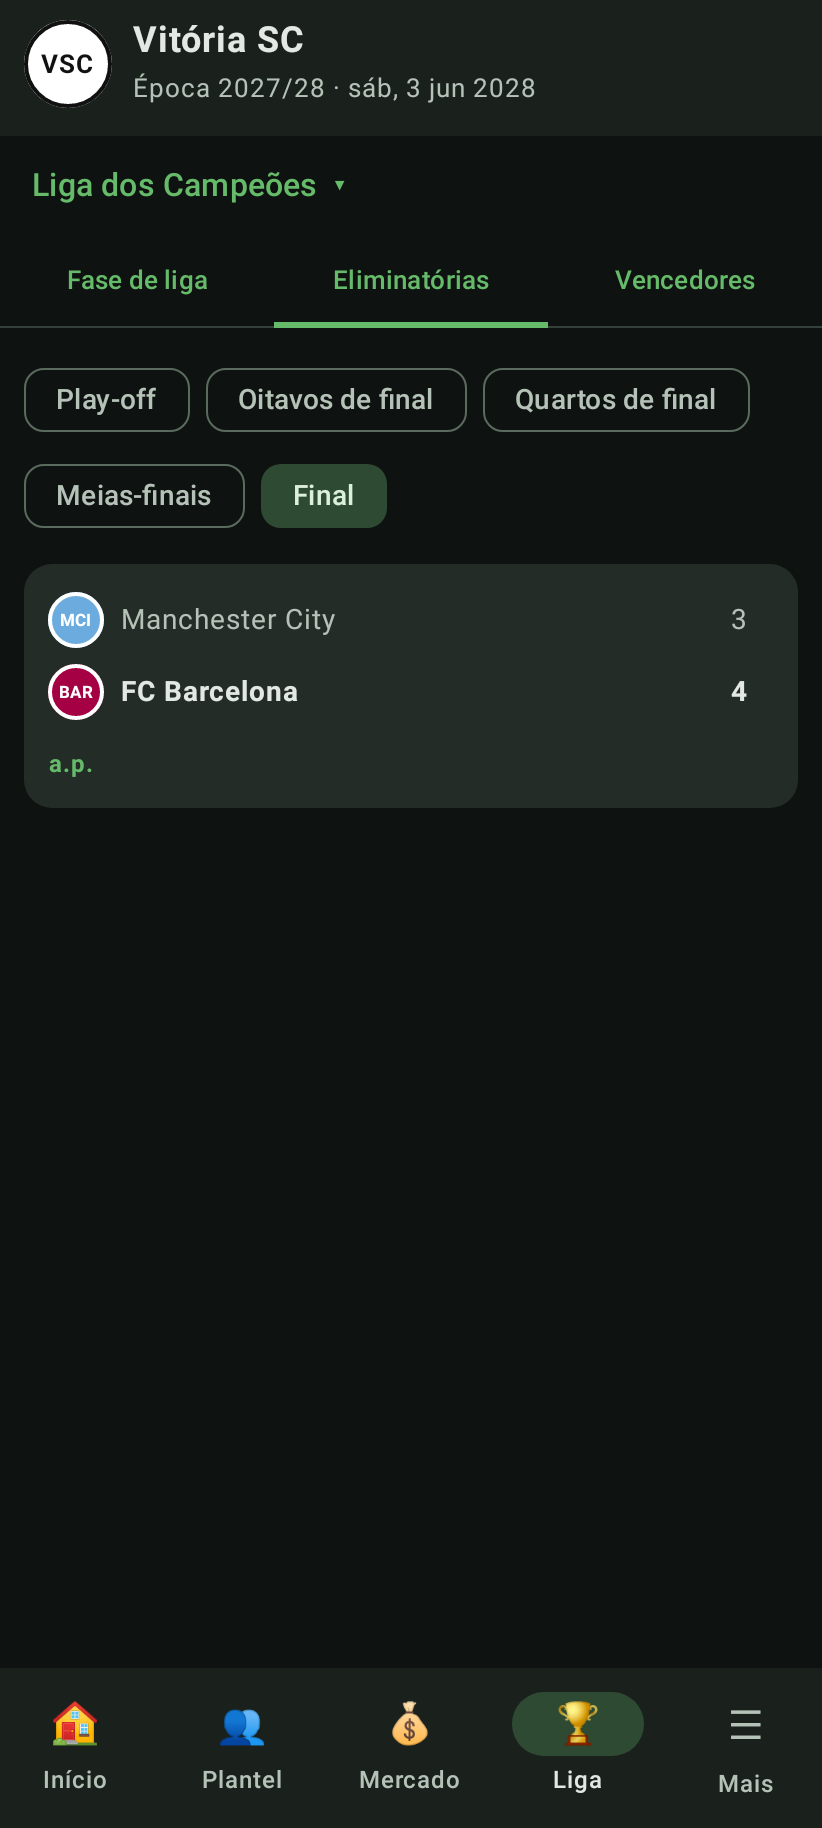 VSC
Vitória SC
Época 2027/28 · sáb, 3 jun 2028
Liga dos Campeões ▾
Fase de liga Eliminatórias Vencedores
Play-off Oitavos de final Quartos de final
Meias-finais Final
MCI Manchester City 3
BAR FC Barcelona 4
a.p.
Início Plantel Mercado Liga Mais